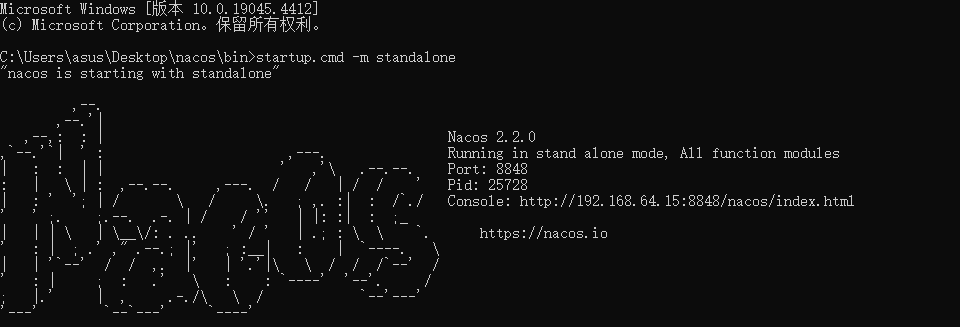 Microsoft Windows [版本 10.0.19045.4412]
(c) Microsoft Corporation。保留所有权利。
C:\Users\asus\Desktop\nacos\bin>startup.cmd -m standalone
"nacos is starting with standalone"
Nacos 2.2.0
Running in stand alone mode, All function modules
Port: 8848
Pid: 25728
Console: http://192.168.64.15:8848/nacos/index.html
https://nacos.io